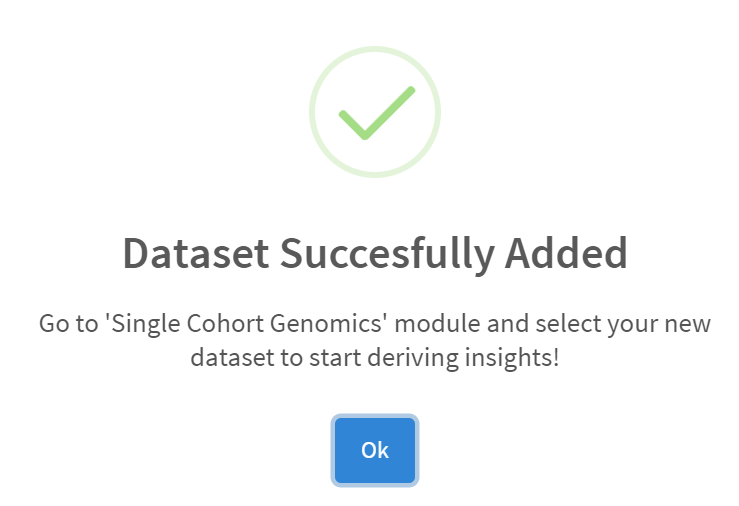 Dataset Succesfully Added
Go to 'Single Cohort Genomics' module and select your new
dataset to start deriving insights!
Ok